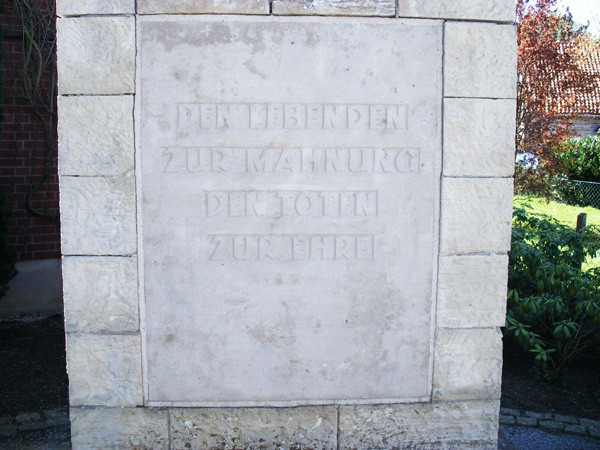 DEN LEBENDEN
ZUR MAHNUNG
DEN TOTEN
ZUR EHRE